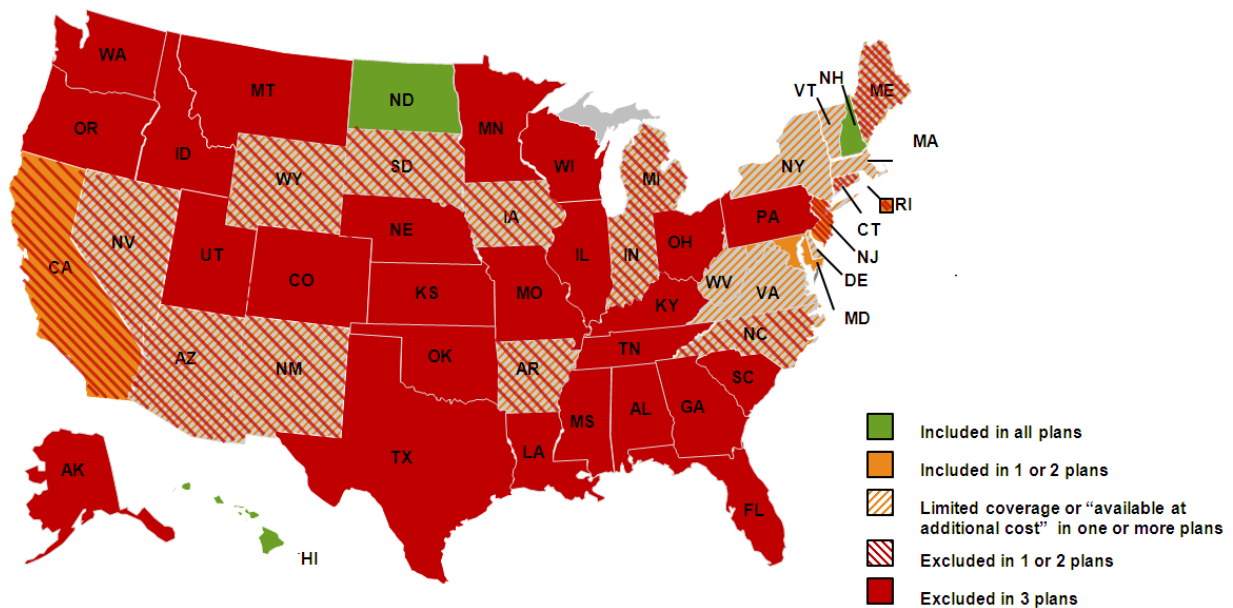 WA
MT
ND
MN
OR
ID
WY
SD
WI
MI
VT
NH
ME
MA
NY
RI
CT
NJ
DE
MD
PA
IA
NE
NV
UT
CO
CA
KS
MO
IL
IN
OH
WV
VA
KY
NC
TN
AZ
NM
OK
AR
SC
MS
AL
GA
TX
LA
FL
AK
HI
Included in all plans
Included in 1 or 2 plans
Limited coverage or “available at
additional cost” in one or more plans
Excluded in 1 or 2 plans
Excluded in 3 plans